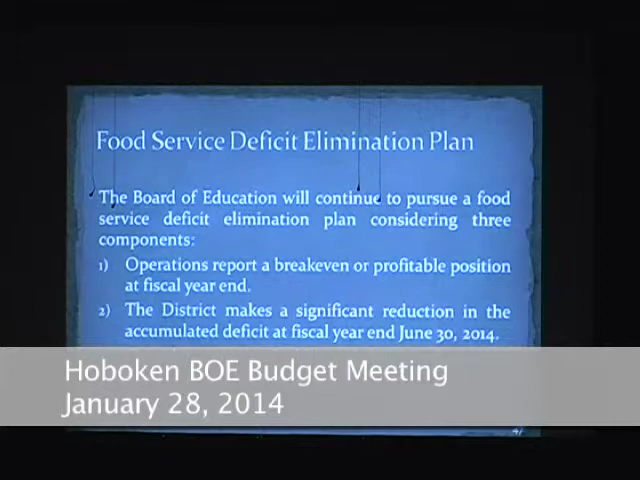 Food Service Deficit Elimination Plan
The Board of Education will continue to pursue a food
service deficit elimination plan considering three
components:
1) Operations report a breakeven or profitable position
at fiscal year end.
2) The District makes a significant reduction in the
accumulated deficit at fiscal year end June 30, 2014.
Hoboken BOE Budget Meeting
January 28, 2014